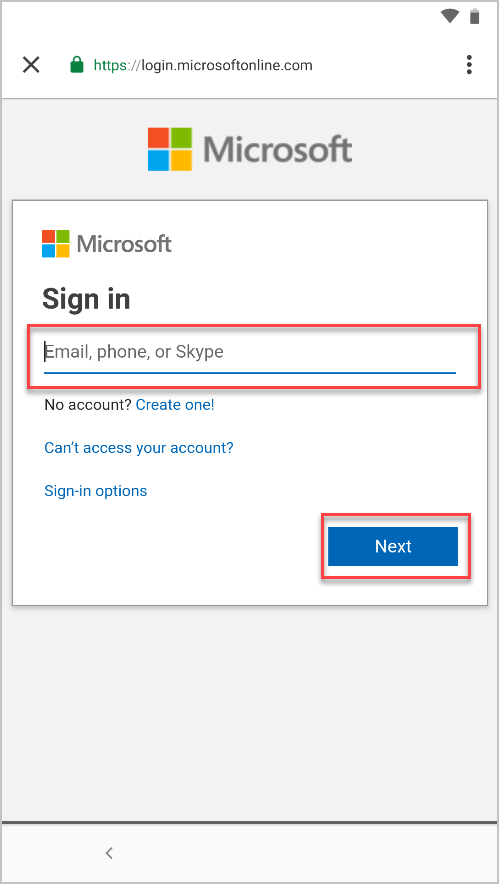 https://login.microsoftonline.com
Microsoft
Microsoft
Sign in
Email, phone, or Skype
No account? Create one!
Can't access your account?
Sign-in options
Next